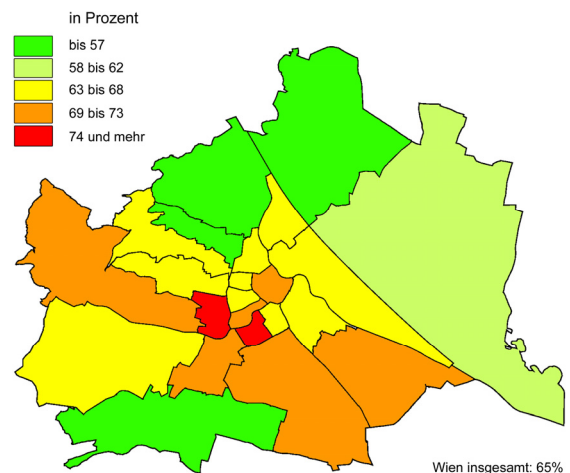 in Prozent
bis 57
58 bis 62
63 bis 68
69 bis 73
74 und mehr
Wien insgesamt: 65%